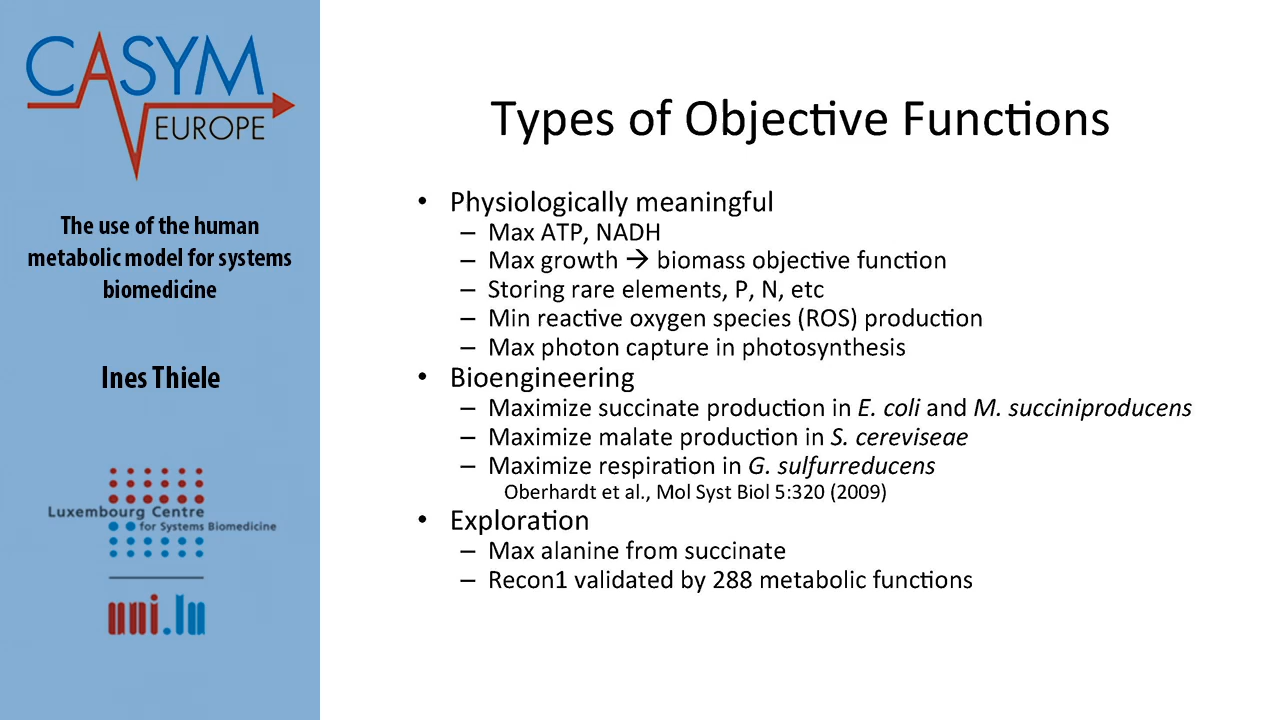 CASYM
EUROPE
The use of the human
metabolic model for systems
biomedicine
Ines Thiele
Luxembourg Centre
for Systems Biomedicine
uni.lu
Types of Objective Functions
• Physiologically meaningful
– Max ATP, NADH
– Max growth → biomass objective function
– Storing rare elements, P, N, etc
– Min reactive oxygen species (ROS) production
– Max photon capture in photosynthesis
• Bioengineering
– Maximize succinate production in E. coli and M. succiniproducens
– Maximize malate production in S. cereviseae
– Maximize respiration in G. sulfurreducens
Oberhardt et al., Mol Syst Biol 5:320 (2009)
• Exploration
– Max alanine from succinate
– Recon1 validated by 288 metabolic functions